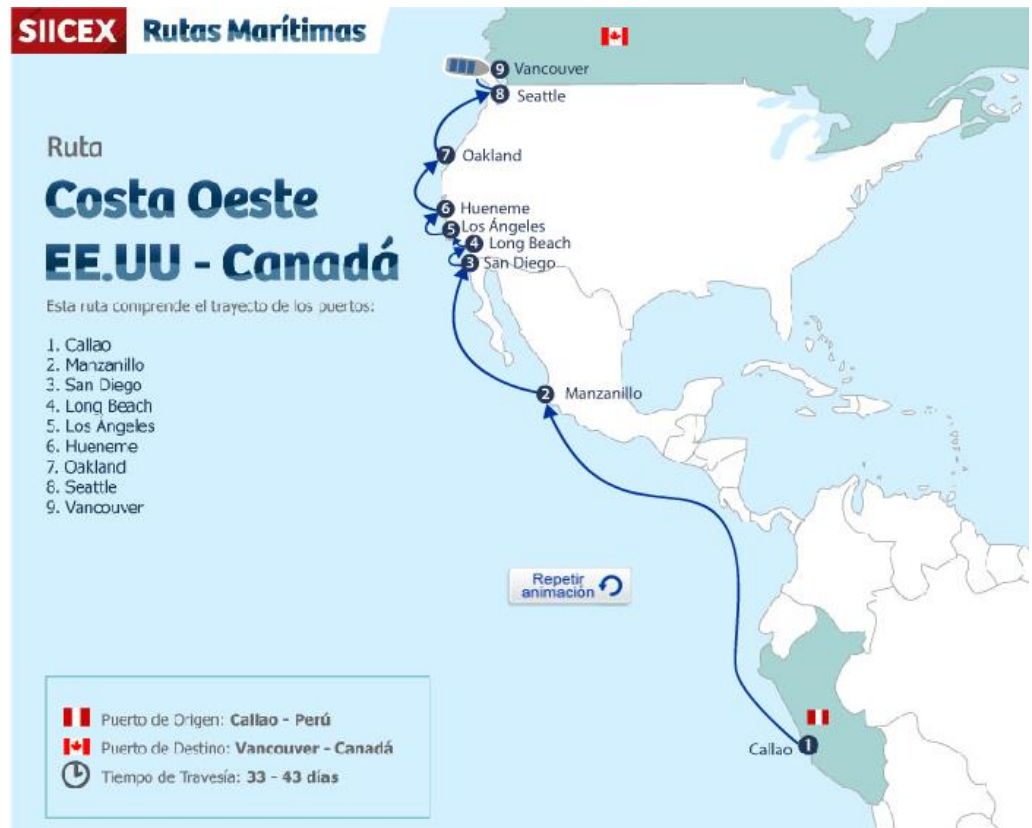 SIICEX Rutas Marítimas
Ruta
Costa Oeste
EE.UU - Canadá
Esta ruta comprende el trayecto de los puertos:
1. Callao
2. Manzanillo
3. San Diego
4. Long Beach
5. Los Ángeles
6. Hueneme
7. Oakland
8. Seattle
9. Vancouver
9 Vancouver
8 Seattle
7 Oakland
6 Hueneme
5 Los Ángeles
4 Long Beach
3 San Diego
2 Manzanillo
Repetir
animación
Callao 1
Puerto de Origen: Callao - Perú
Puerto de Destino: Vancouver - Canadá
Tiempo de Travesía: 33 - 43 días